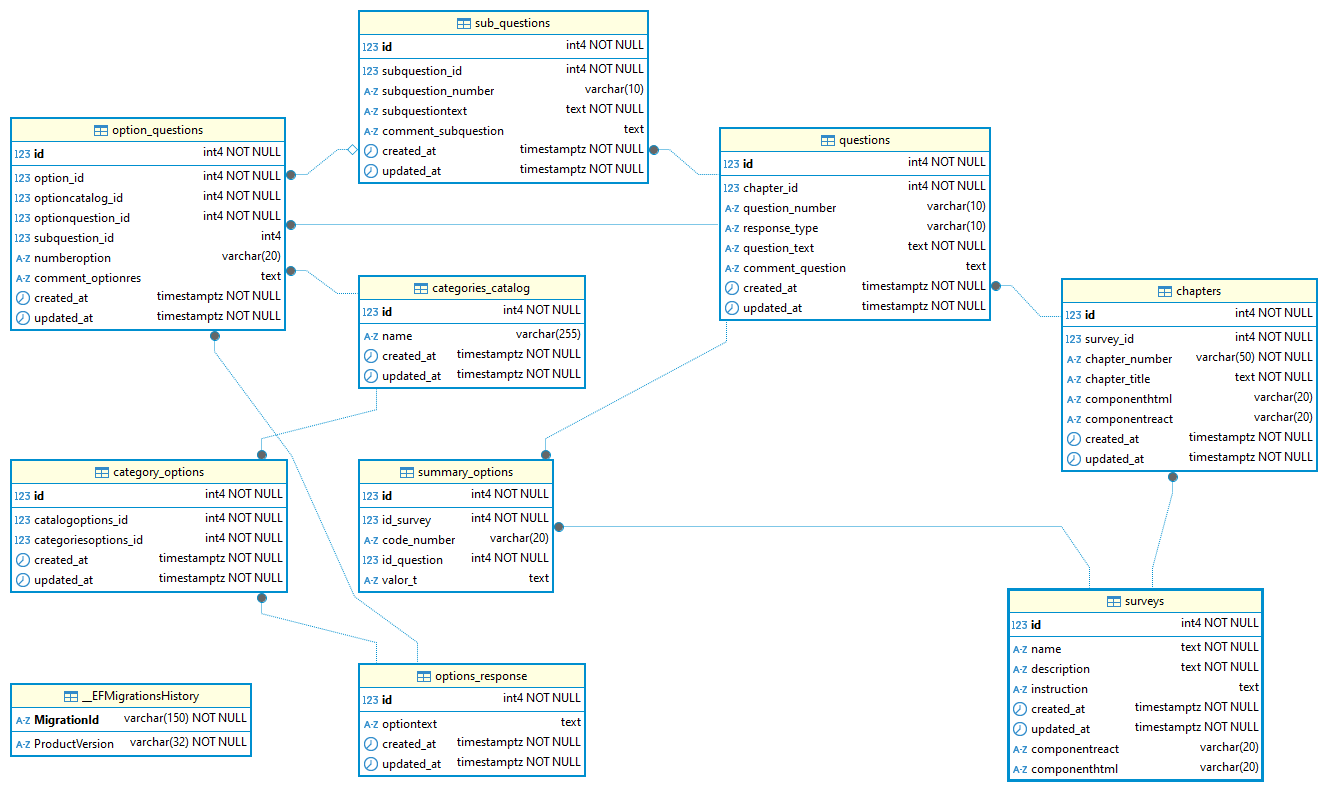 sub_questions
123 id int4 NOT NULL
123 subquestion_id int4 NOT NULL
A-Z subquestion_number varchar(10)
A-Z subquestiontext text NOT NULL
A-Z comment_subquestion text
created_at timestamptz NOT NULL
updated_at timestamptz NOT NULL
option_questions
123 id int4 NOT NULL
123 option_id int4 NOT NULL
123 optioncatalog_id int4 NOT NULL
123 optionquestion_id int4 NOT NULL
123 subquestion_id int4
A-Z numberoption varchar(20)
A-Z comment_optionres text
created_at timestamptz NOT NULL
updated_at timestamptz NOT NULL
questions
123 id int4 NOT NULL
123 chapter_id int4 NOT NULL
A-Z question_number varchar(10)
A-Z response_type varchar(10)
A-Z question_text text NOT NULL
A-Z comment_question text
created_at timestamptz NOT NULL
updated_at timestamptz NOT NULL
categories_catalog
123 id int4 NOT NULL
A-Z name varchar(255)
created_at timestamptz NOT NULL
updated_at timestamptz NOT NULL
chapters
123 id int4 NOT NULL
123 survey_id int4 NOT NULL
A-Z chapter_number varchar(50) NOT NULL
A-Z chapter_title text NOT NULL
A-Z componenthtml varchar(20)
A-Z componentreact varchar(20)
created_at timestamptz NOT NULL
updated_at timestamptz NOT NULL
category_options
123 id int4 NOT NULL
123 catalogoptions_id int4 NOT NULL
123 categoriesoptions_id int4 NOT NULL
created_at timestamptz NOT NULL
updated_at timestamptz NOT NULL
summary_options
123 id int4 NOT NULL
123 id_survey int4 NOT NULL
A-Z code_number varchar(20)
123 id_question int4 NOT NULL
A-Z valor_t text
surveys
123 id int4 NOT NULL
A-Z name text NOT NULL
A-Z description text NOT NULL
A-Z instruction text
created_at timestamptz NOT NULL
updated_at timestamptz NOT NULL
A-Z componentreact varchar(20)
A-Z componenthtml varchar(20)
__EFMigrationsHistory
A-Z MigrationId varchar(150) NOT NULL
A-Z ProductVersion varchar(32) NOT NULL
options_response
123 id int4 NOT NULL
A-Z optiontext text
created_at timestamptz NOT NULL
updated_at timestamptz NOT NULL